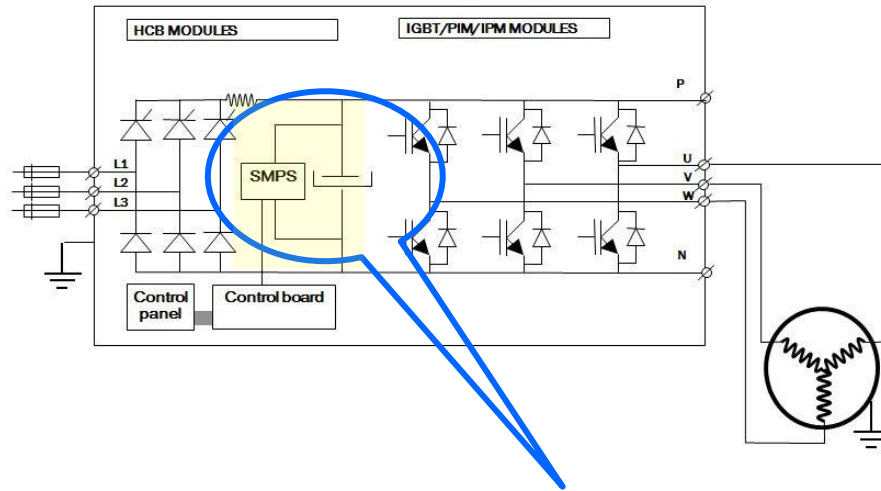 HCB MODULES
IGBT/PIM/IPM MODULES
P
L1
L2
L3
SMPS
U
V
W
N
Control
panel
Control board